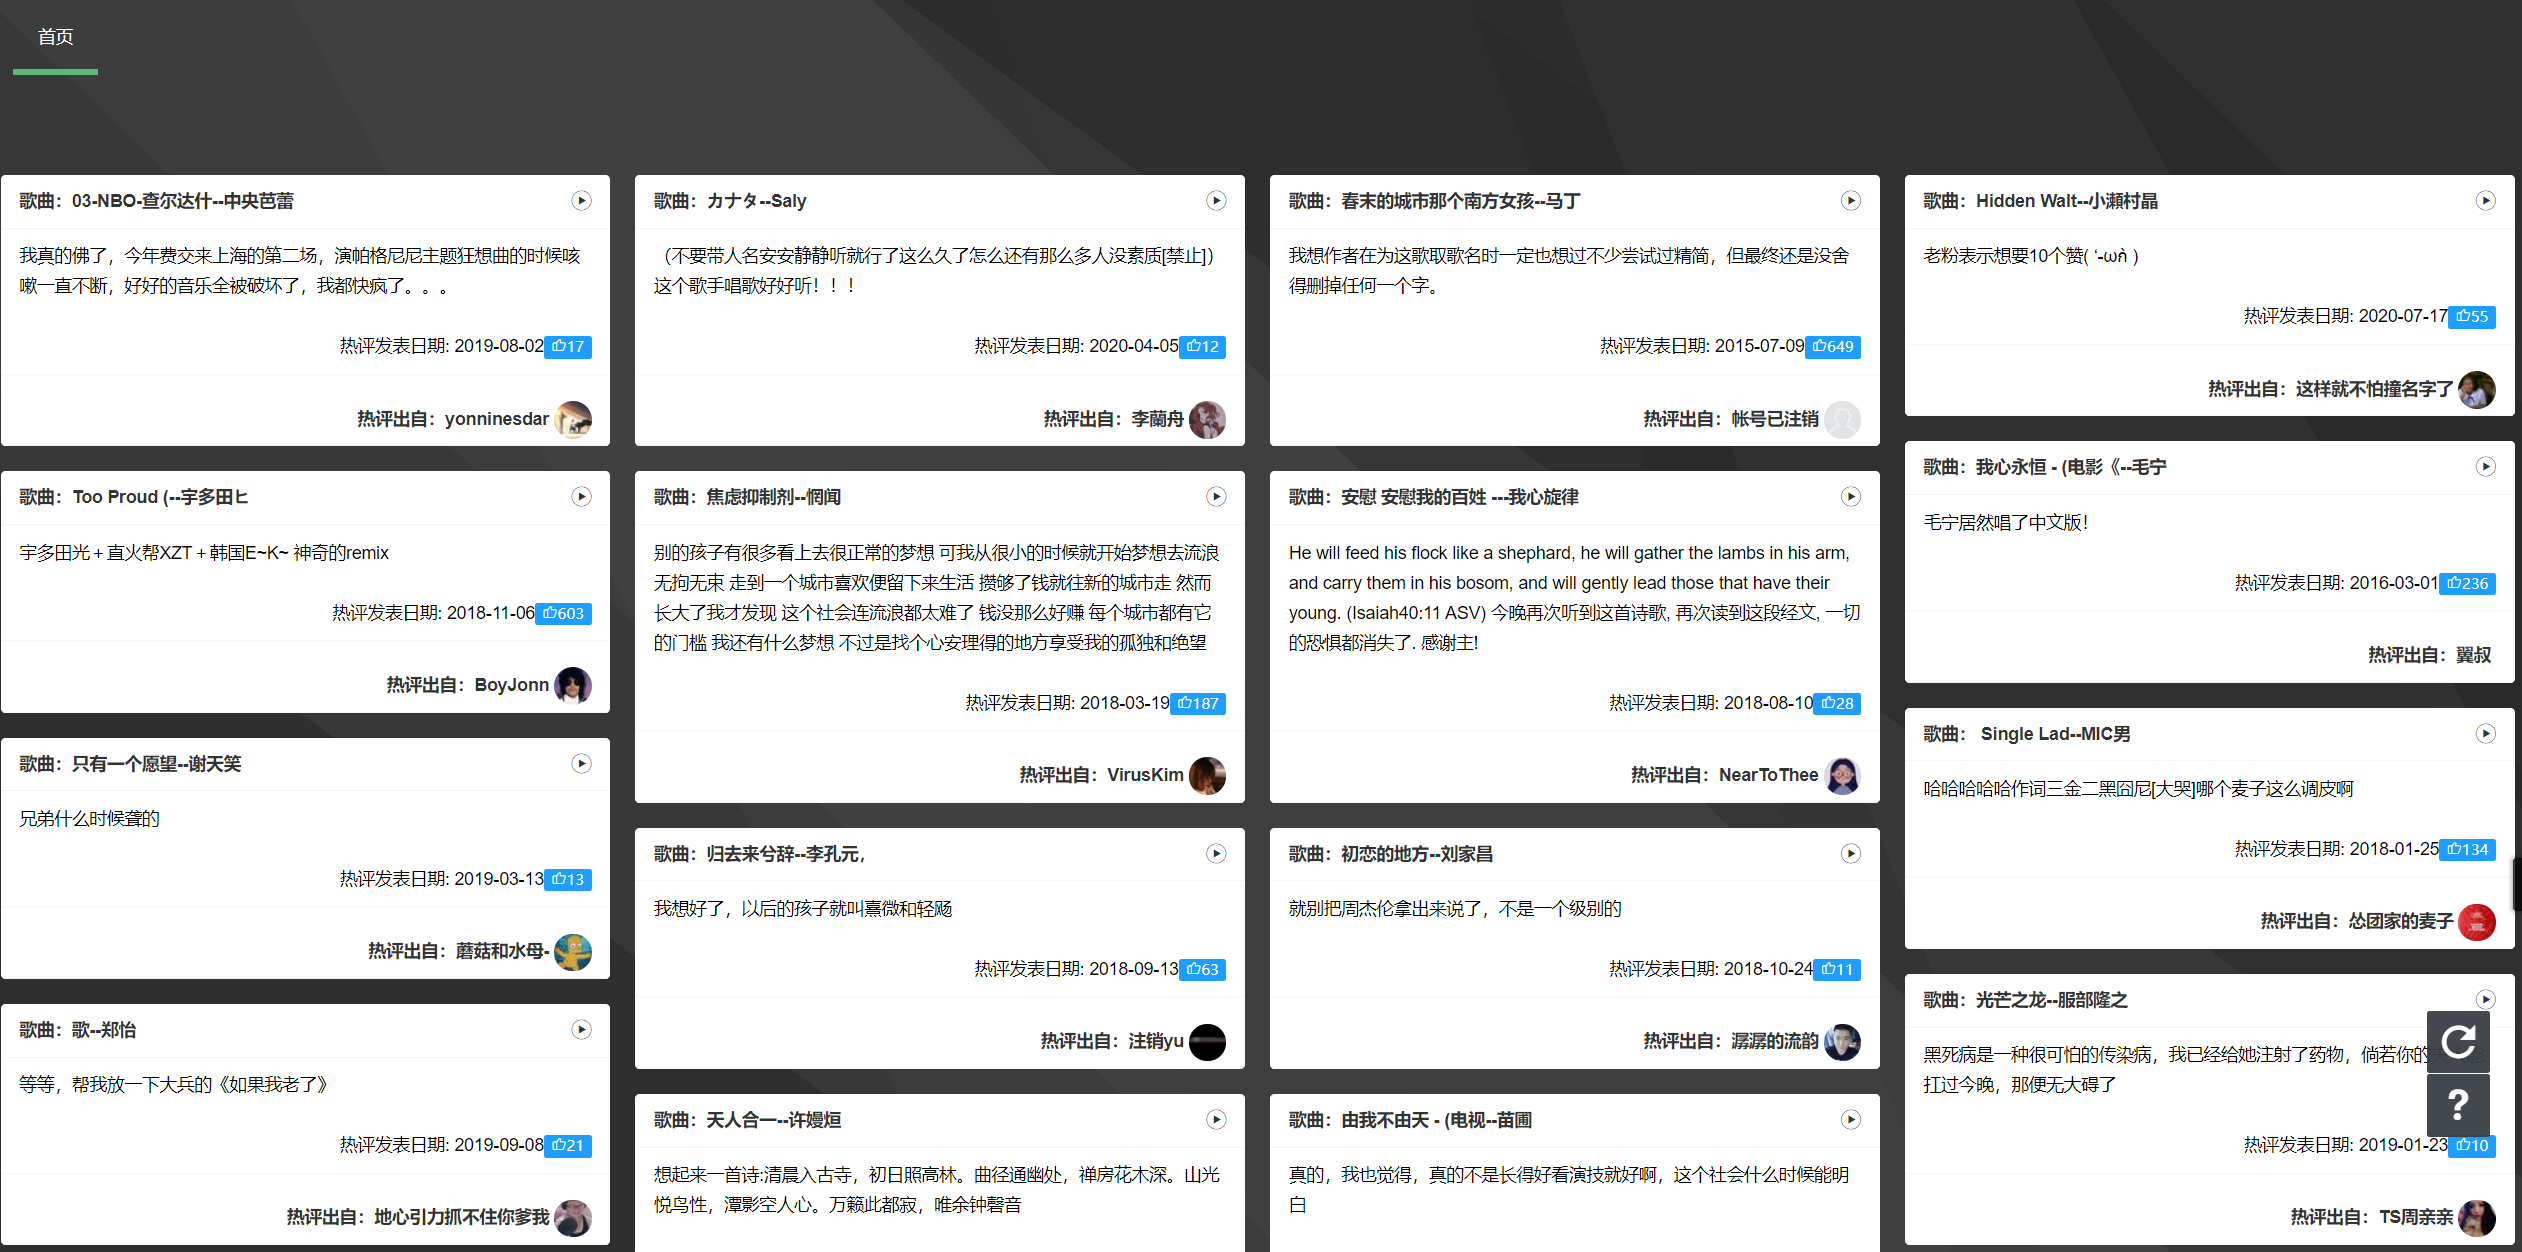 首页
歌曲：03-NBO-查尔达什--中央芭蕾
我真的佛了，今年费交来上海的第二场，演帕格尼尼主题狂想曲的时候咳
嗽一直不断，好好的音乐全被破坏了，我都快疯了。。。
热评发表日期: 2019-08-02 17
热评出自：yonninesdar
歌曲：Too Proud (--宇多田ヒ
宇多田光＋直火帮XZT＋韩国E~K~ 神奇的remix
热评发表日期: 2018-11-06 603
热评出自：BoyJonn
歌曲：只有一个愿望--谢天笑
兄弟什么时候聋的
热评发表日期: 2019-03-13 13
热评出自：蘑菇和水母-
歌曲：歌--郑怡
等等，帮我放一下大兵的《如果我老了》
热评发表日期: 2019-09-08 21
热评出自：地心引力抓不住你爹我
歌曲：カナタ--Saly
（不要带人名安安静静听就行了这么久了怎么还有那么多人没素质[禁止]）
这个歌手唱歌好好听！！！
热评发表日期: 2020-04-05 12
热评出自：李蘭舟
歌曲：焦虑抑制剂--惘闻
别的孩子有很多看上去很正常的梦想 可我从很小的时候就开始梦想去流浪
无拘无束 走到一个城市喜欢便留下来生活 攒够了钱就往新的城市走 然而
长大了我才发现 这个社会连流浪都太难了 钱没那么好赚 每个城市都有它
的门槛 我还有什么梦想 不过是找个心安理得的地方享受我的孤独和绝望
热评发表日期: 2018-03-19 187
热评出自：VirusKim
歌曲：归去来兮辞--李孔元，
我想好了，以后的孩子就叫熹微和轻飏
热评发表日期: 2018-09-13 63
热评出自：注销yu
歌曲：天人合一--许嫚烜
想起来一首诗:清晨入古寺，初日照高林。曲径通幽处，禅房花木深。山光
悦鸟性，潭影空人心。万籁此都寂，唯余钟磬音
歌曲：春末的城市那个南方女孩--马丁
我想作者在为这歌取歌名时一定也想过不少尝试过精简，但最终还是没舍
得删掉任何一个字。
热评发表日期: 2015-07-09 649
热评出自：帐号已注销
歌曲：安慰 安慰我的百姓 ---我心旋律
He will feed his flock like a shephard, he will gather the lambs in his arm,
and carry them in his bosom, and will gently lead those that have their
young. (Isaiah40:11 ASV) 今晚再次听到这首诗歌, 再次读到这段经文, 一切
的恐惧都消失了. 感谢主!
热评发表日期: 2018-08-10 28
热评出自：NearToThee
歌曲：初恋的地方--刘家昌
就别把周杰伦拿出来说了，不是一个级别的
热评发表日期: 2018-10-24 11
热评出自：潺潺的流韵
歌曲：由我不由天 - (电视--苗圃
真的，我也觉得，真的不是长得好看演技就好啊，这个社会什么时候能明
白
歌曲：Hidden Walt--小瀬村晶
老粉表示想要10个赞( ‘-ωก̀ )
热评发表日期: 2020-07-17 55
热评出自：这样就不怕撞名字了
歌曲：我心永恒 - (电影《--毛宁
毛宁居然唱了中文版！
热评发表日期: 2016-03-01 236
热评出自：翼叔
歌曲： Single Lad--MIC男
哈哈哈哈哈作词三金二黑囧尼[大哭]哪个麦子这么调皮啊
热评发表日期: 2018-01-25 134
热评出自：怂团家的麦子
歌曲：光芒之龙--服部隆之
黑死病是一种很可怕的传染病，我已经给她注射了药物，倘若你的
扛过今晚，那便无大碍了
?
热评发表日期: 2019-01-23 10
热评出自：TS周亲亲